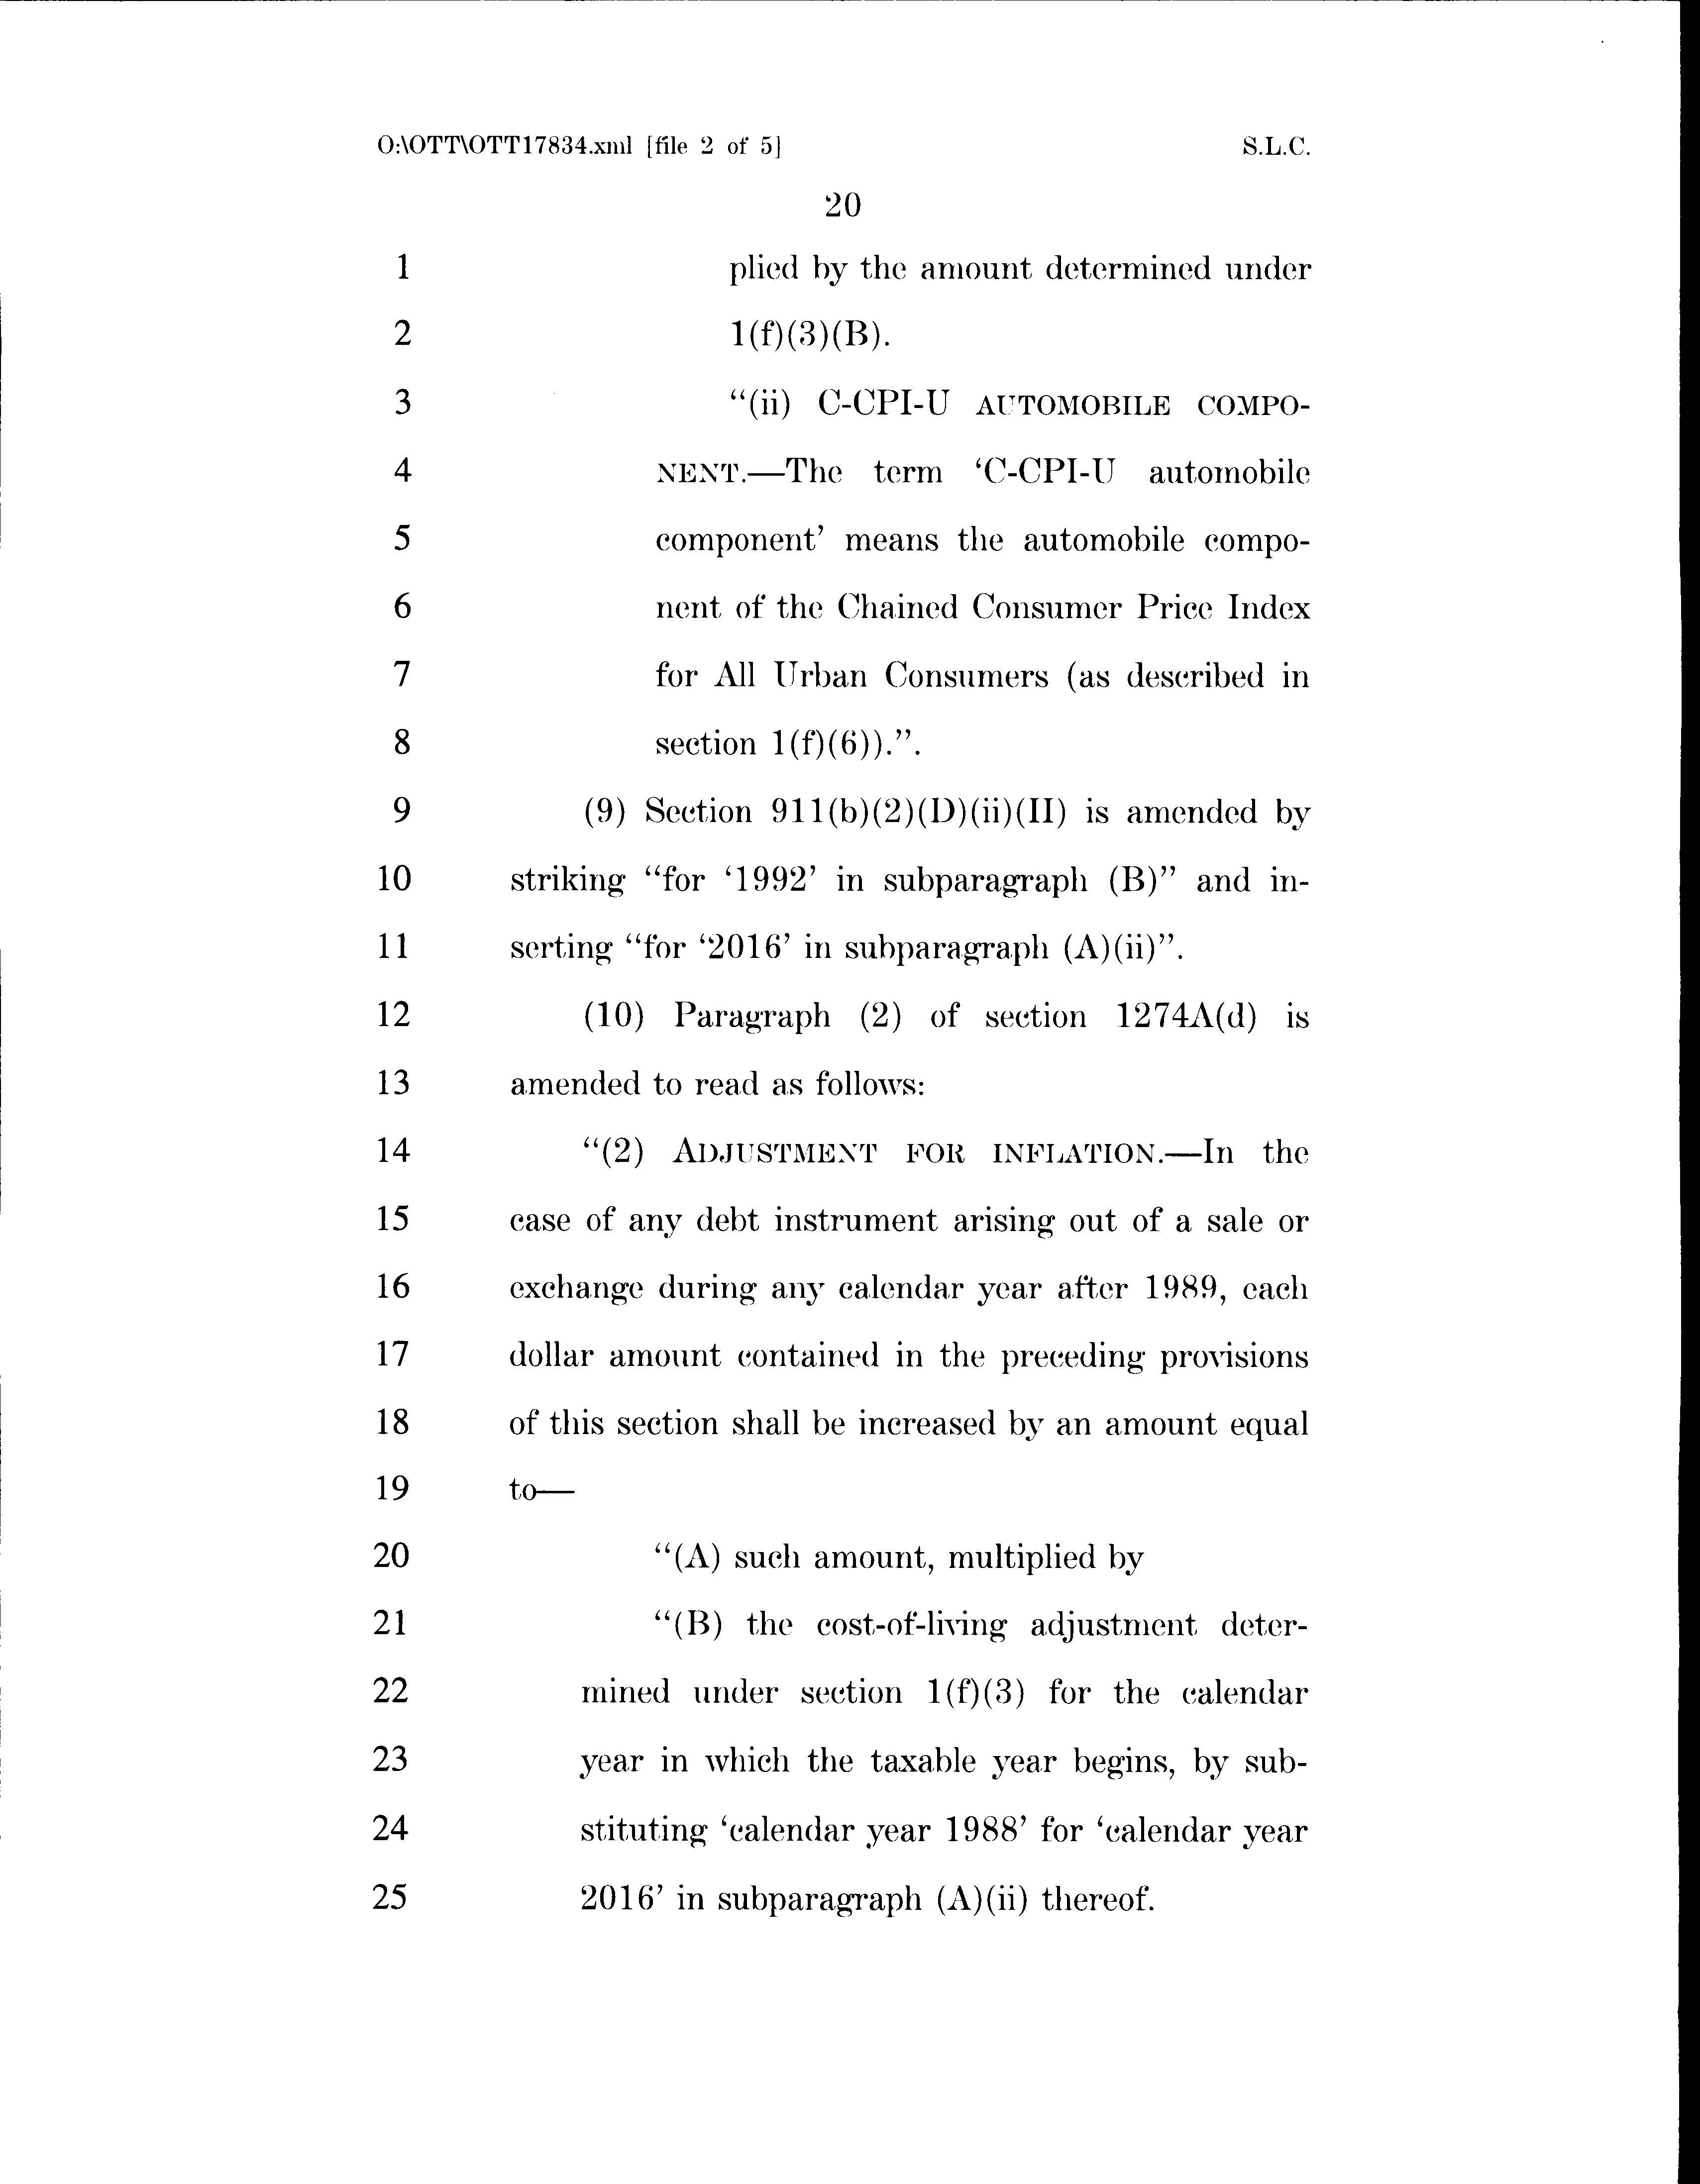 O:\OTT\OTT17834.xml [file 2 of 5] S.L.C.
20
1 plied by the amount determined under
2 1(f)(3)(B).
3 “(ii) C-CPI-U AUTOMOBILE COMPO-
4 NENT.—The term ‘C-CPI-U automobile
5 component’ means the automobile compo-
6 nent of the Chained Consumer Price Index
7 for All Urban Consumers (as described in
8 section 1(f)(6)).”.
9 (9) Section 911(b)(2)(D)(ii)(II) is amended by
10 striking “for ‘1992’ in subparagraph (B)” and in-
11 serting “for ‘2016’ in subparagraph (A)(ii)”.
12 (10) Paragraph (2) of section 1274A(d) is
13 amended to read as follows:
14 “(2) ADJUSTMENT FOR INFLATION.—In the
15 case of any debt instrument arising out of a sale or
16 exchange during any calendar year after 1989, each
17 dollar amount contained in the preceding provisions
18 of this section shall be increased by an amount equal
19 to—
20 “(A) such amount, multiplied by
21 “(B) the cost-of-living adjustment deter-
22 mined under section 1(f)(3) for the calendar
23 year in which the taxable year begins, by sub-
24 stituting ‘calendar year 1988’ for ‘calendar year
25 2016’ in subparagraph (A)(ii) thereof.